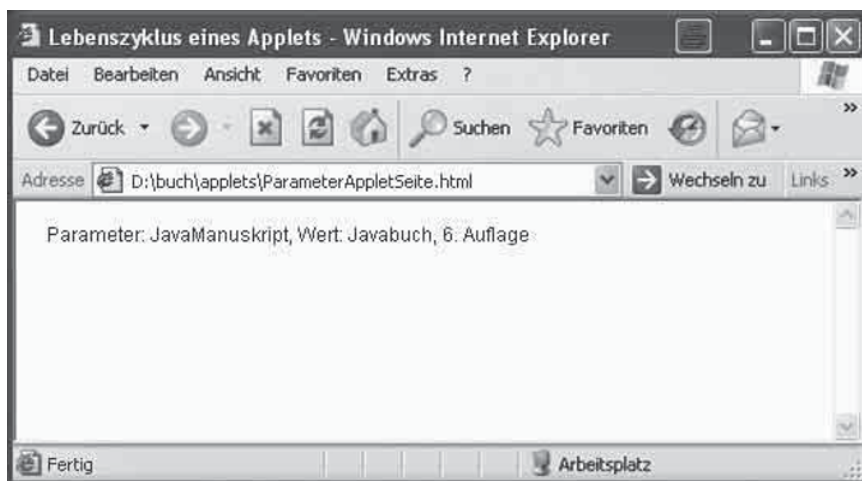 Lebenszyklus eines Applets - Windows Internet Explorer
Datei Bearbeiten Ansicht Favoriten Extras ?
Zurück Suchen Favoriten »
Adresse D:\buch\applets\ParameterAppletSeite.html Wechseln zu Links »
Parameter: JavaManuskript, Wert: Javabuch, 6. Auflage
Fertig Arbeitsplatz